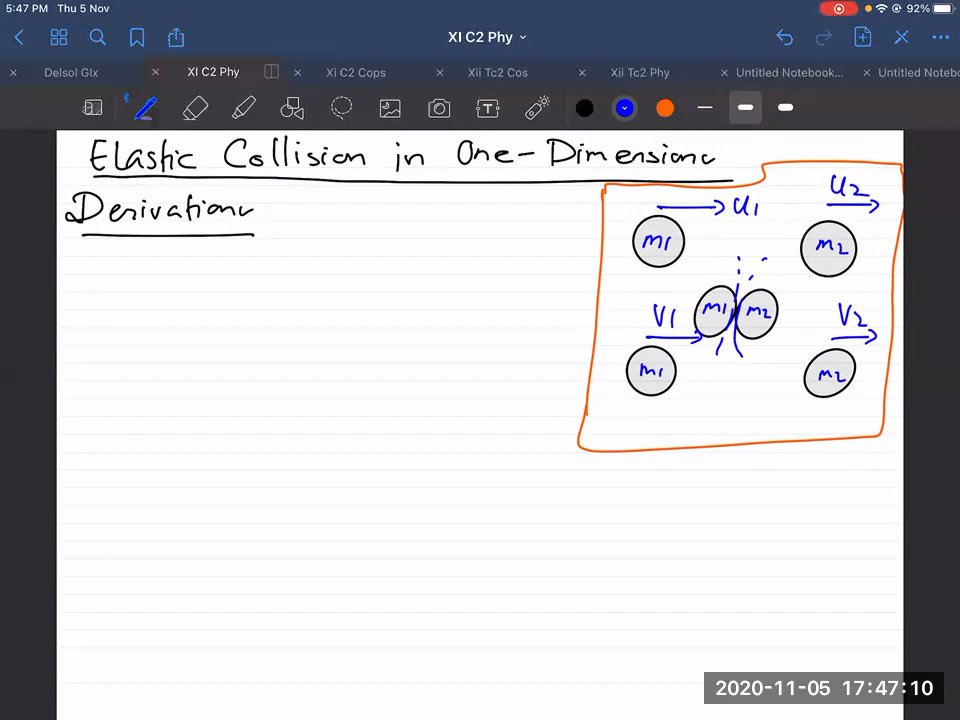 5:47 PM Thu 5 Nov 92%
XI C2 Phy
Delsol Glx XI C2 Phy Xi C2 Cops Xii Tc2 Cos Xii Tc2 Phy Untitled Notebook... Untitled Notebo
Elastic Collision in One-Dimension
Derivation
U1 U2
m1 m2
m1 m2
V1 V2
m1 m2
2020-11-05 17:47:10